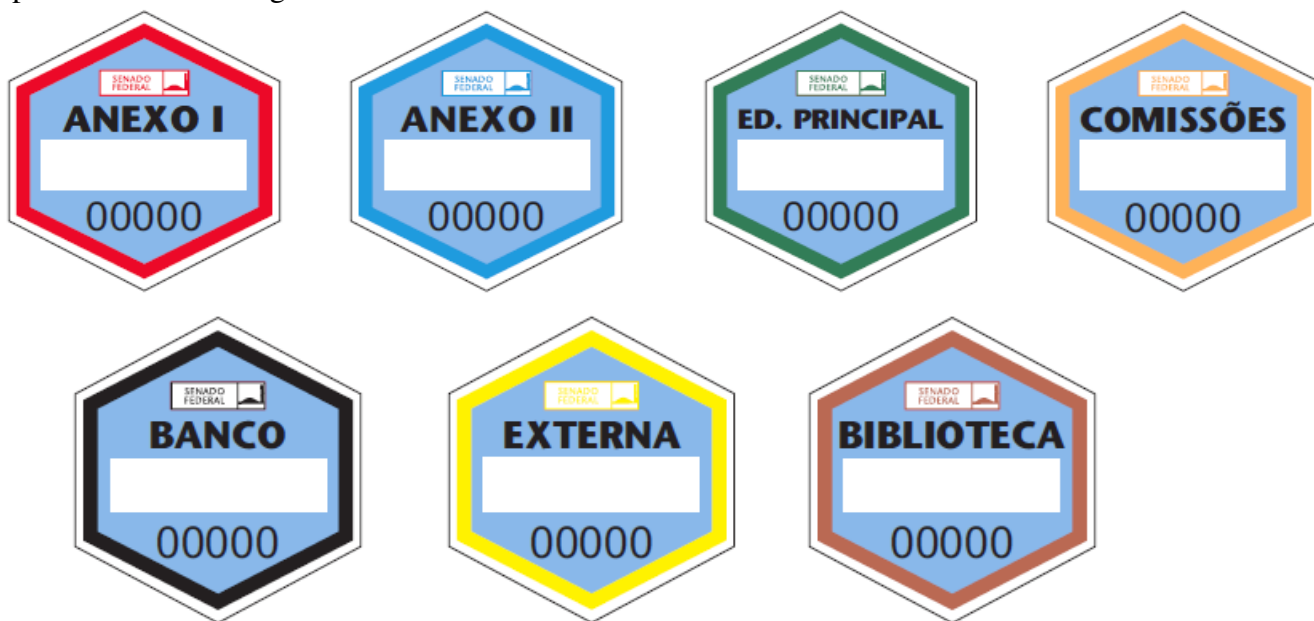 SENADO
FEDERAL
ANEXO I
00000
SENADO
FEDERAL
ANEXO II
00000
SENADO
FEDERAL
ED. PRINCIPAL
00000
SENADO
FEDERAL
COMISSÕES
00000
SENADO
FEDERAL
BANCO
00000
SENADO
FEDERAL
EXTERNA
00000
SENADO
FEDERAL
BIBLIOTECA
00000